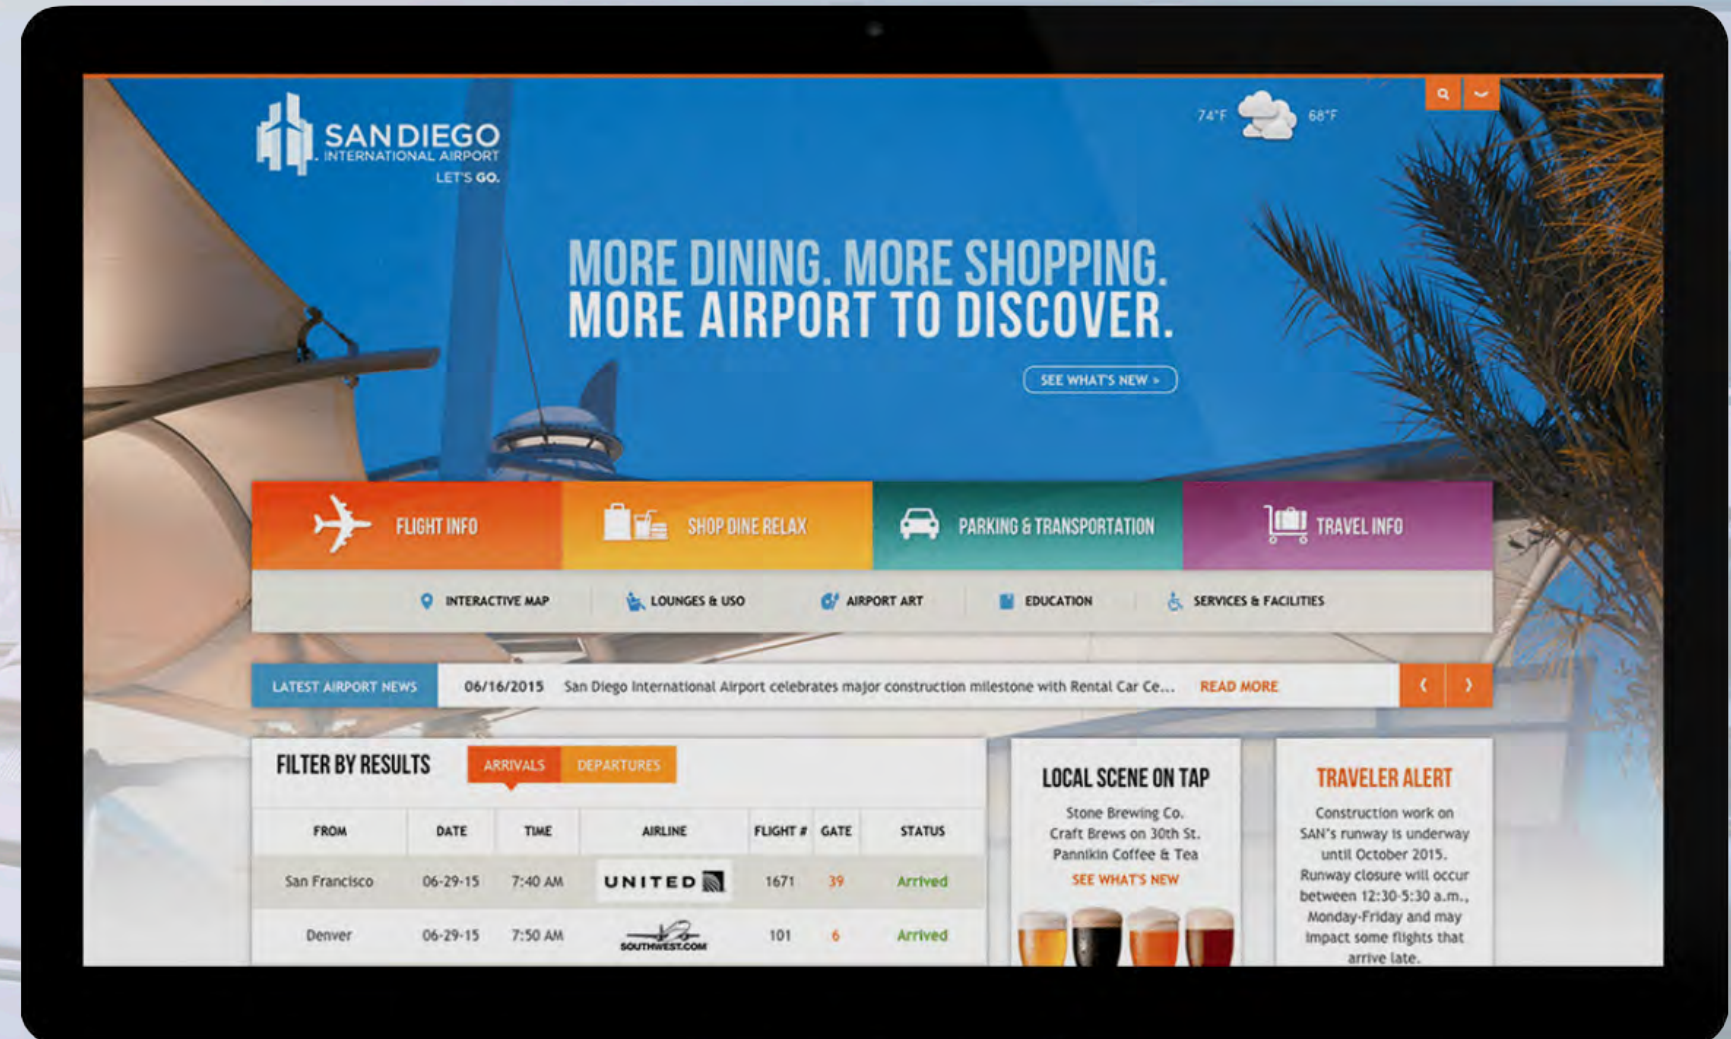 SAN DIEGO
INTERNATIONAL AIRPORT
LET'S GO.
74°F 68°F
MORE DINING. MORE SHOPPING.
MORE AIRPORT TO DISCOVER.
SEE WHAT'S NEW »
FLIGHT INFO SHOP DINE RELAX PARKING & TRANSPORTATION TRAVEL INFO
INTERACTIVE MAP LOUNGES & USO AIRPORT ART EDUCATION SERVICES & FACILITIES
LATEST AIRPORT NEWS 06/16/2015 San Diego International Airport celebrates major construction milestone with Rental Car Ce... READ MORE
FILTER BY RESULTS ARRIVALS DEPARTURES
FROM DATE TIME AIRLINE FLIGHT # GATE STATUS
San Francisco 06-29-15 7:40 AM UNITED 1671 39 Arrived
Denver 06-29-15 7:50 AM SOUTHWEST.COM 101 6 Arrived
LOCAL SCENE ON TAP
Stone Brewing Co.
Craft Brews on 30th St.
Pannikin Coffee & Tea
SEE WHAT'S NEW
TRAVELER ALERT
Construction work on
SAN's runway is underway
until October 2015.
Runway closure will occur
between 12:30-5:30 a.m.,
Monday-Friday and may
impact some flights that
arrive late.